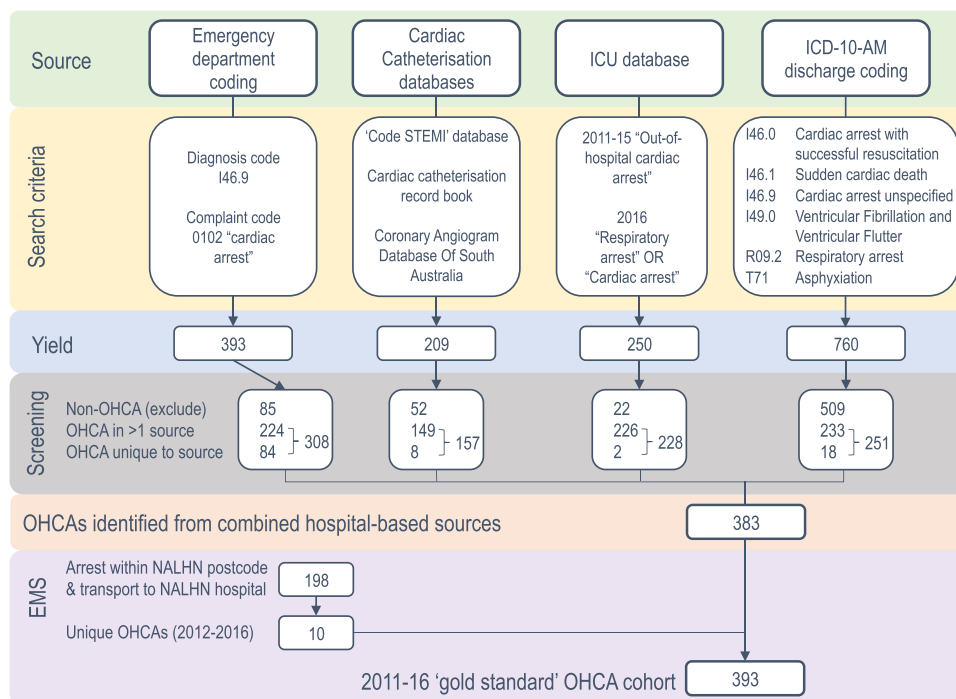 Source
Emergency
department
coding
Cardiac
Catheterisation
databases
ICU database
ICD-10-AM
discharge coding
Search criteria
Diagnosis code
I46.9
Complaint code
0102 “cardiac
arrest”
‘Code STEMI’ database
Cardiac catheterisation
record book
Coronary Angiogram
Database Of South
Australia
2011-15 “Out-of-
hospital cardiac
arrest”
2016
“Respiratory
arrest” OR
“Cardiac arrest”
I46.0 Cardiac arrest with
successful resuscitation
I46.1 Sudden cardiac death
I46.9 Cardiac arrest unspecified
I49.0 Ventricular Fibrillation and
Ventricular Flutter
R09.2 Respiratory arrest
T71 Asphyxiation
Yield
393
209
250
760
Screening
Non-OHCA (exclude)
OHCA in >1 source
OHCA unique to source
85
224
84
308
52
149
8
157
22
226
2
228
509
233
18
251
OHCAs identified from combined hospital-based sources
383
EMS
Arrest within NALHN postcode
& transport to NALHN hospital
198
Unique OHCAs (2012-2016)
10
2011-16 ‘gold standard’ OHCA cohort
393